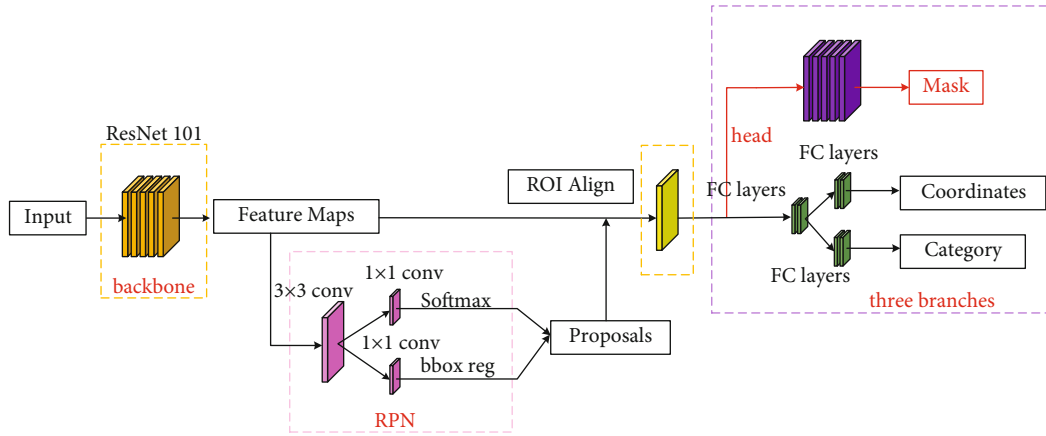 ResNet 101
Input
backbone
Feature Maps
3×3 conv
1×1 conv
Softmax
1×1 conv
bbox reg
RPN
Proposals
ROI Align
FC layers
head
Mask
FC layers
Coordinates
Category
FC layers
three branches